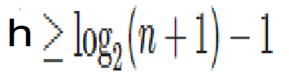 h ≥ log₂(n+1) − 1